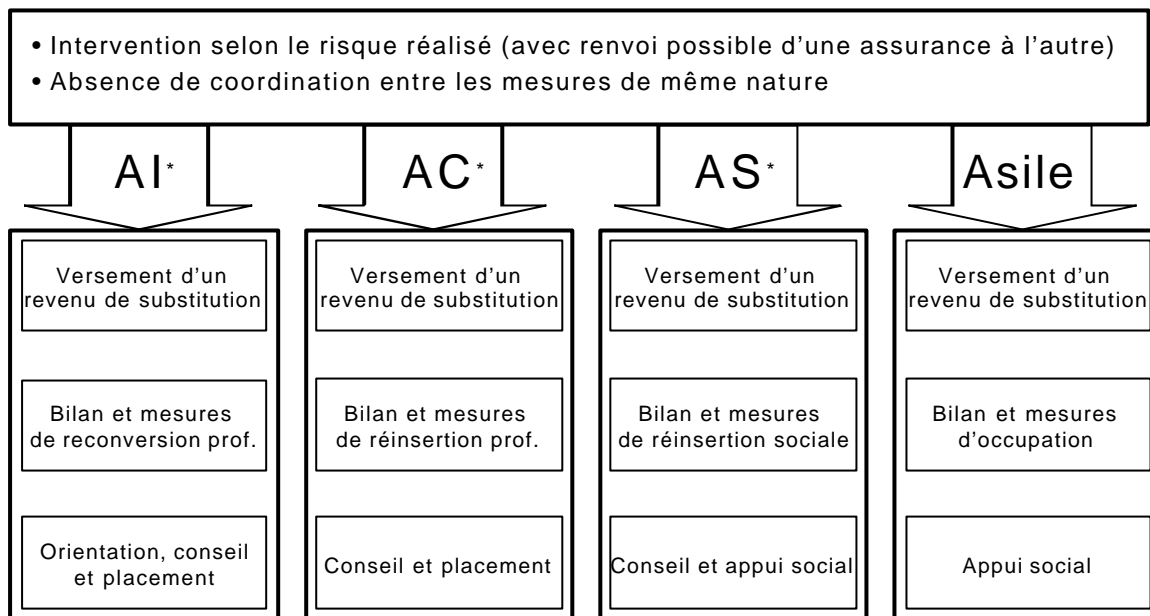 • Intervention selon le risque réalisé (avec renvoi possible d’une assurance à l’autre)
• Absence de coordination entre les mesures de même nature
AI*
AC*
AS*
Asile
Versement d’un
revenu de substitution
Versement d’un
revenu de substitution
Versement d’un
revenu de substitution
Versement d’un
revenu de substitution
Bilan et mesures
de reconversion prof.
Bilan et mesures
de réinsertion prof.
Bilan et mesures
de réinsertion sociale
Bilan et mesures
d’occupation
Orientation, conseil
et placement
Conseil et placement
Conseil et appui social
Appui social